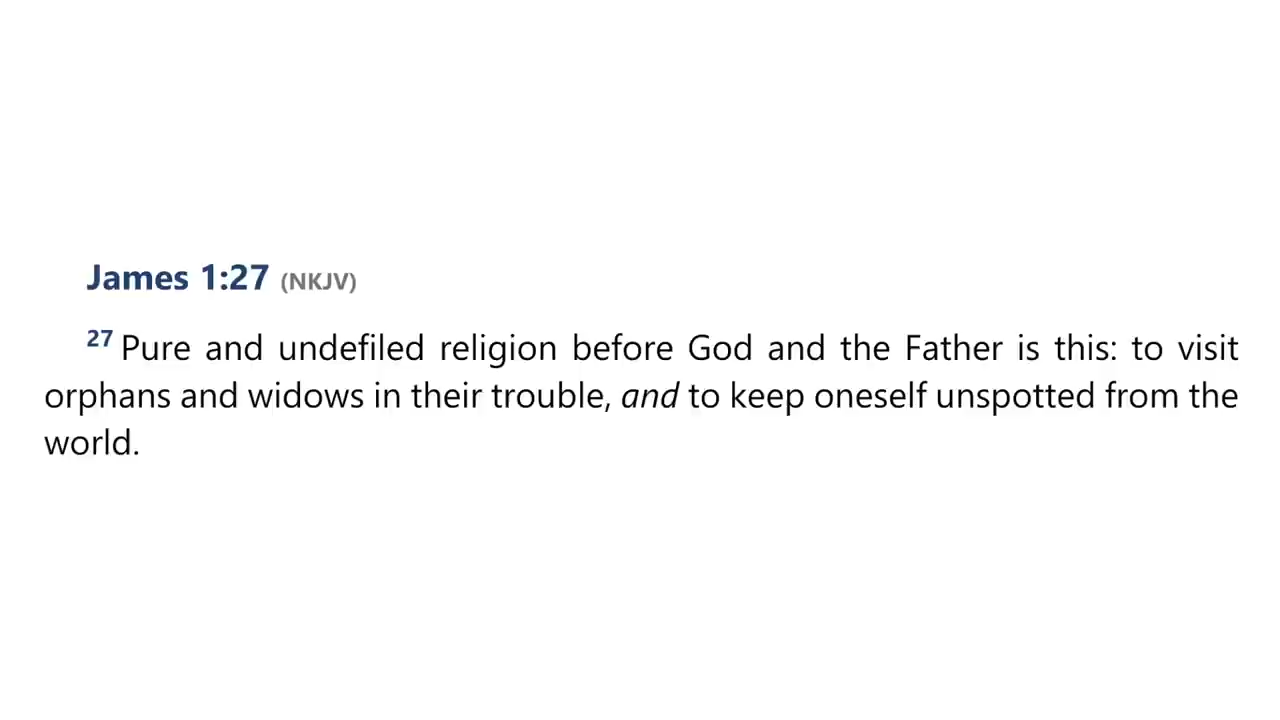 James 1:27 (NKJV)
27 Pure and undefiled religion before God and the Father is this: to visit
orphans and widows in their trouble, and to keep oneself unspotted from the
world.